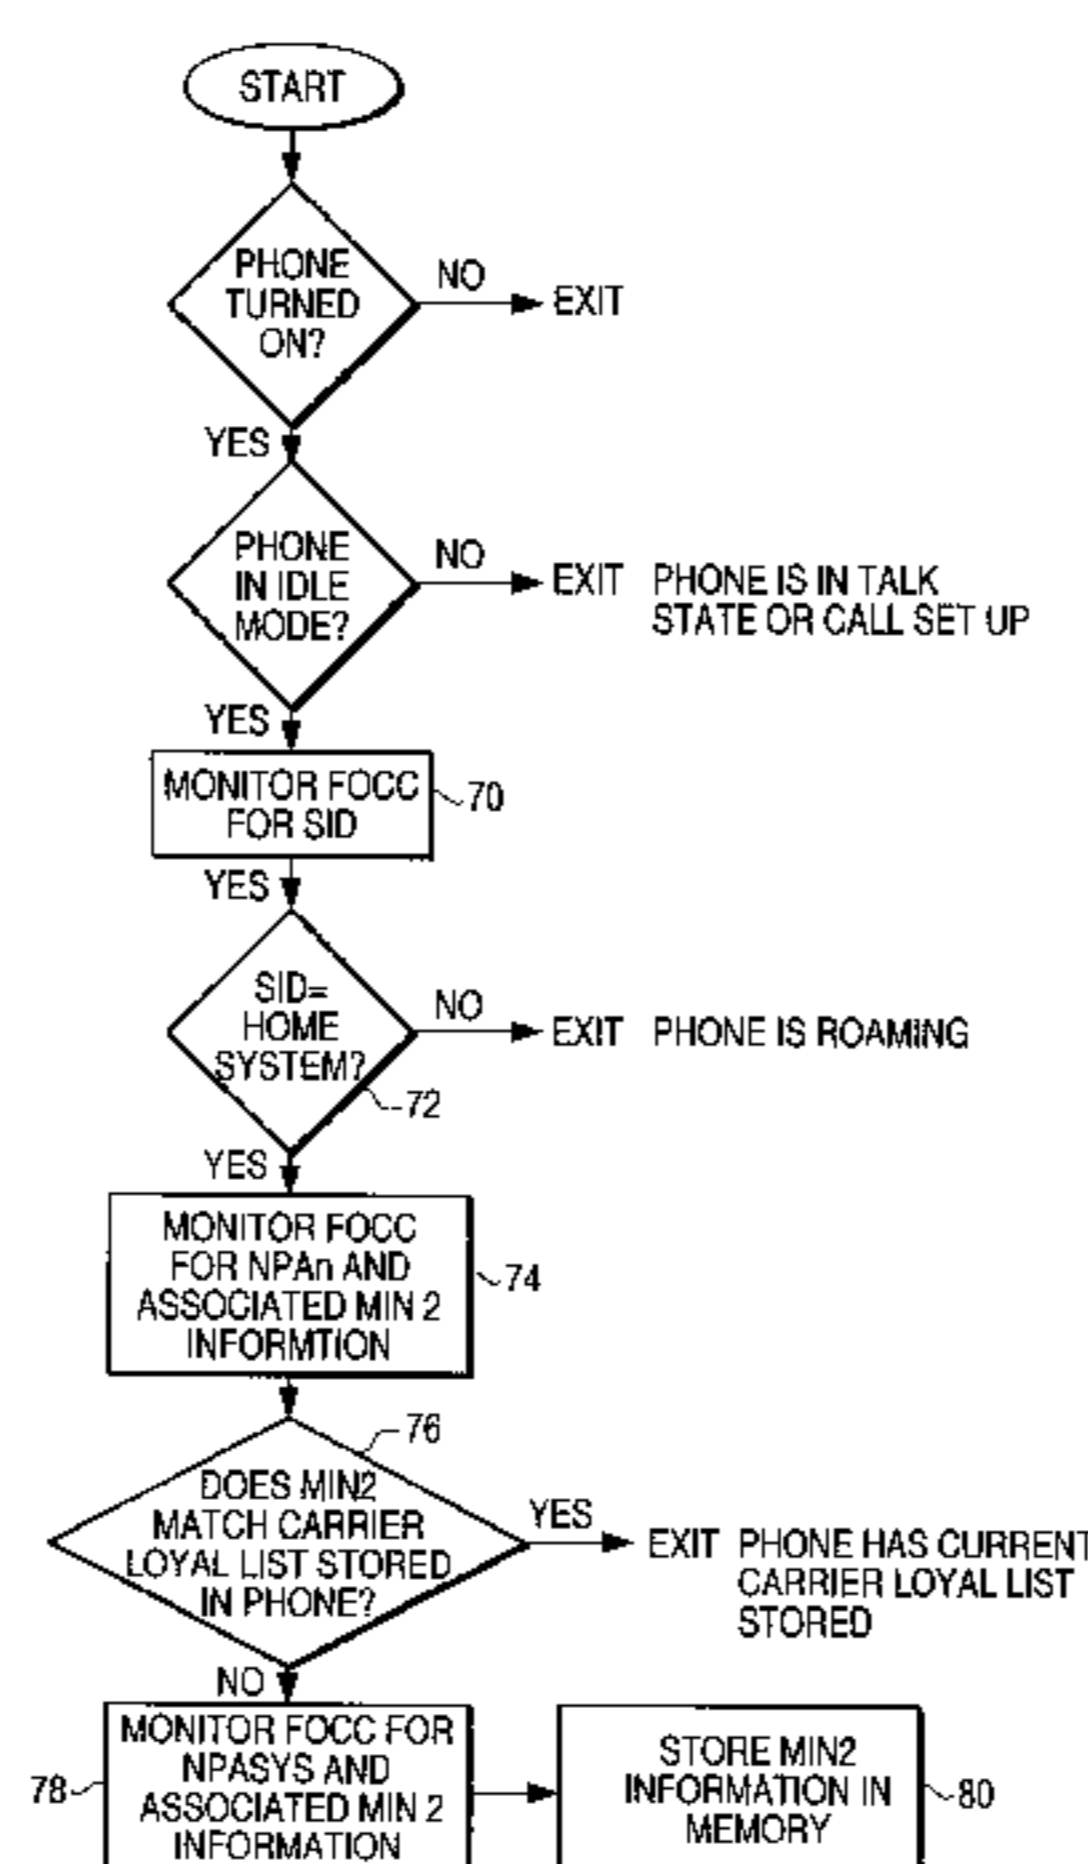 START
PHONE
TURNED
ON?
NO
EXIT
YES
PHONE
IN IDLE
MODE?
NO
EXIT PHONE IS IN TALK
STATE OR CALL SET UP
YES
MONITOR FOCC
FOR SID
70
YES
SID=
HOME
SYSTEM?
NO
EXIT PHONE IS ROAMING
72
YES
MONITOR FOCC
FOR NPAn AND
ASSOCIATED MIN 2
INFORMTION
74
76
DOES MIN2
MATCH CARRIER
LOYAL LIST STORED
IN PHONE?
YES
EXIT PHONE HAS CURRENT
CARRIER LOYAL LIST
STORED
NO
MONITOR FOCC FOR
NPASYS AND
ASSOCIATED MIN 2
INFORMATION
78
STORE MIN2
INFORMATION IN
MEMORY
80